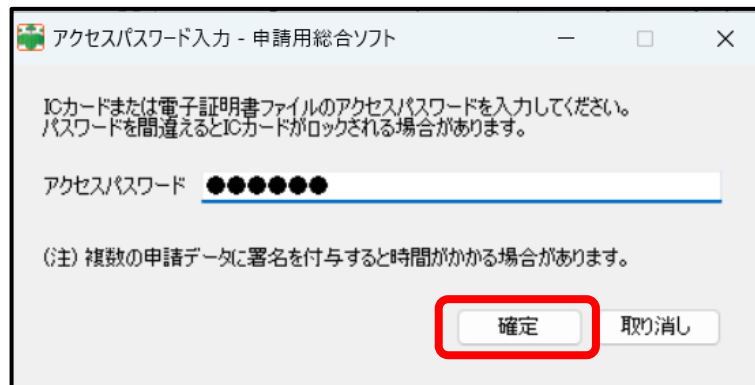 アクセスパスワード入力 - 申請用総合ソフト
ICカードまたは電子証明書ファイルのアクセスパスワードを入力してください。
パスワードを間違えるとICカードがロックされる場合があります。
アクセスパスワード ●●●●●●
(注) 複数の申請データに署名を付与すると時間がかかる場合があります。
確定 取り消し